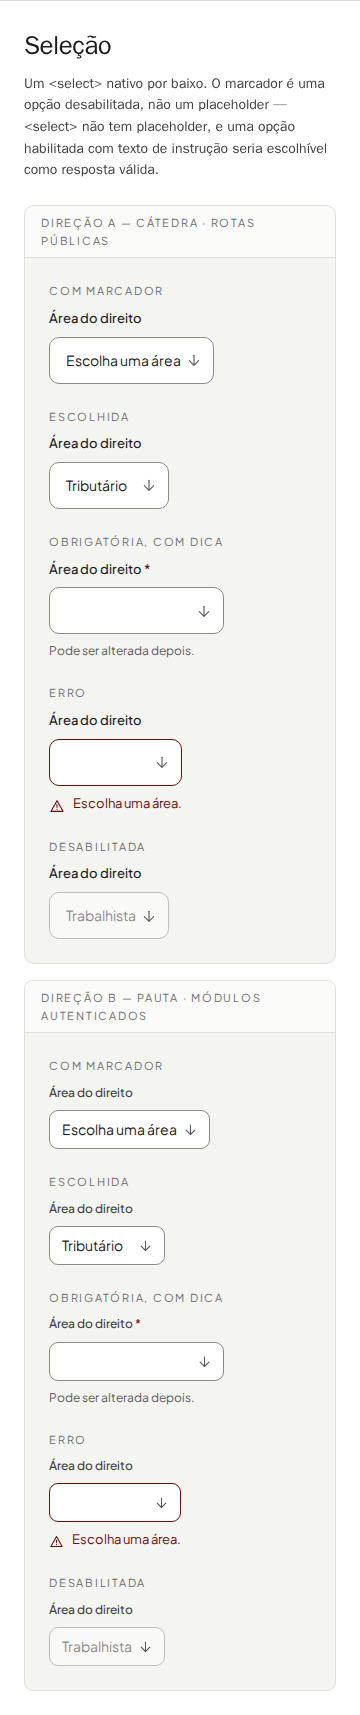 Seleção
Um <select> nativo por baixo. O marcador é uma
opção desabilitada, não um placeholder —
<select> não tem placeholder, e uma opção
habilitada com texto de instrução seria escolhível
como resposta válida.
DIREÇÃO A — CÁTEDRA · ROTAS
PÚBLICAS
COM MARCADOR
Área do direito
Escolha uma área
ESCOLHIDA
Área do direito
Tributário
OBRIGATÓRIA, COM DICA
Área do direito *
Pode ser alterada depois.
ERRO
Área do direito
Escolha uma área.
DESABILITADA
Área do direito
Trabalhista
DIREÇÃO B — PAUTA · MÓDULOS
AUTENTICADOS
COM MARCADOR
Área do direito
Escolha uma área
ESCOLHIDA
Área do direito
Tributário
OBRIGATÓRIA, COM DICA
Área do direito *
Pode ser alterada depois.
ERRO
Área do direito
Escolha uma área.
DESABILITADA
Área do direito
Trabalhista